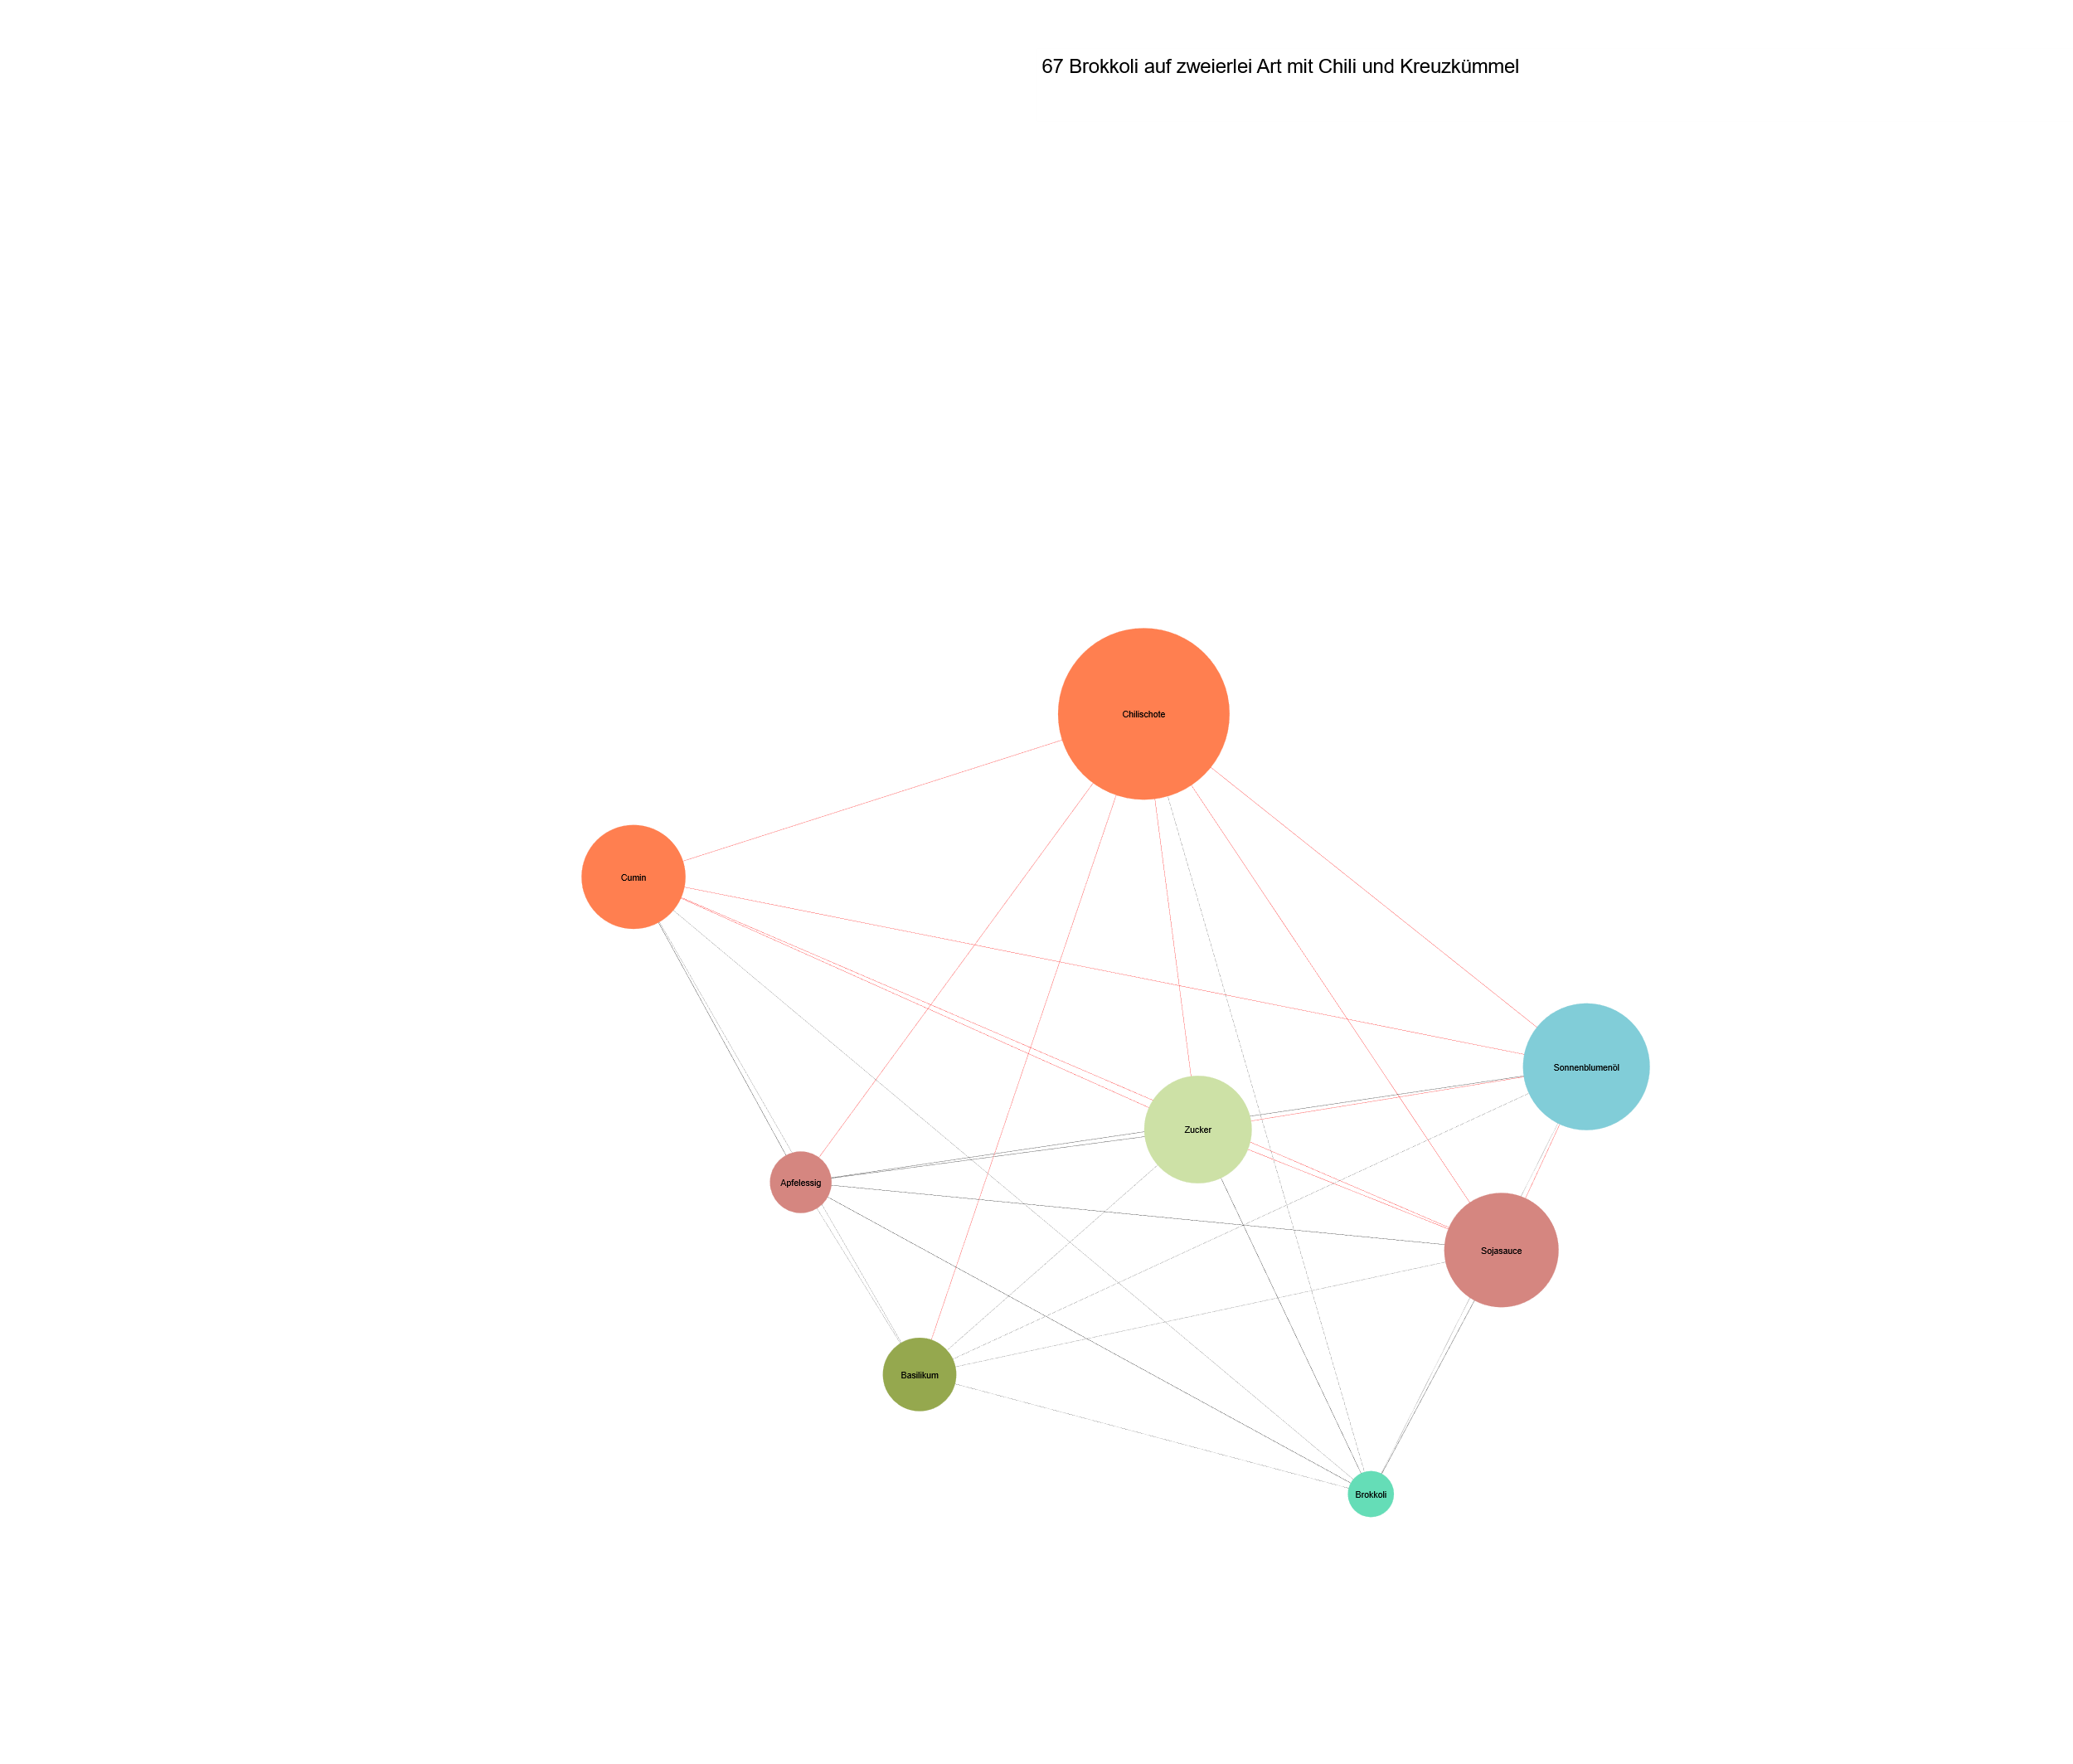 67 Brokkoli auf zweierlei Art mit Chili und Kreuzkümmel
Chilischote
Cumin
Sonnenblumenöl
Zucker
Apfelessig
Sojasauce
Basilikum
Brokkoli